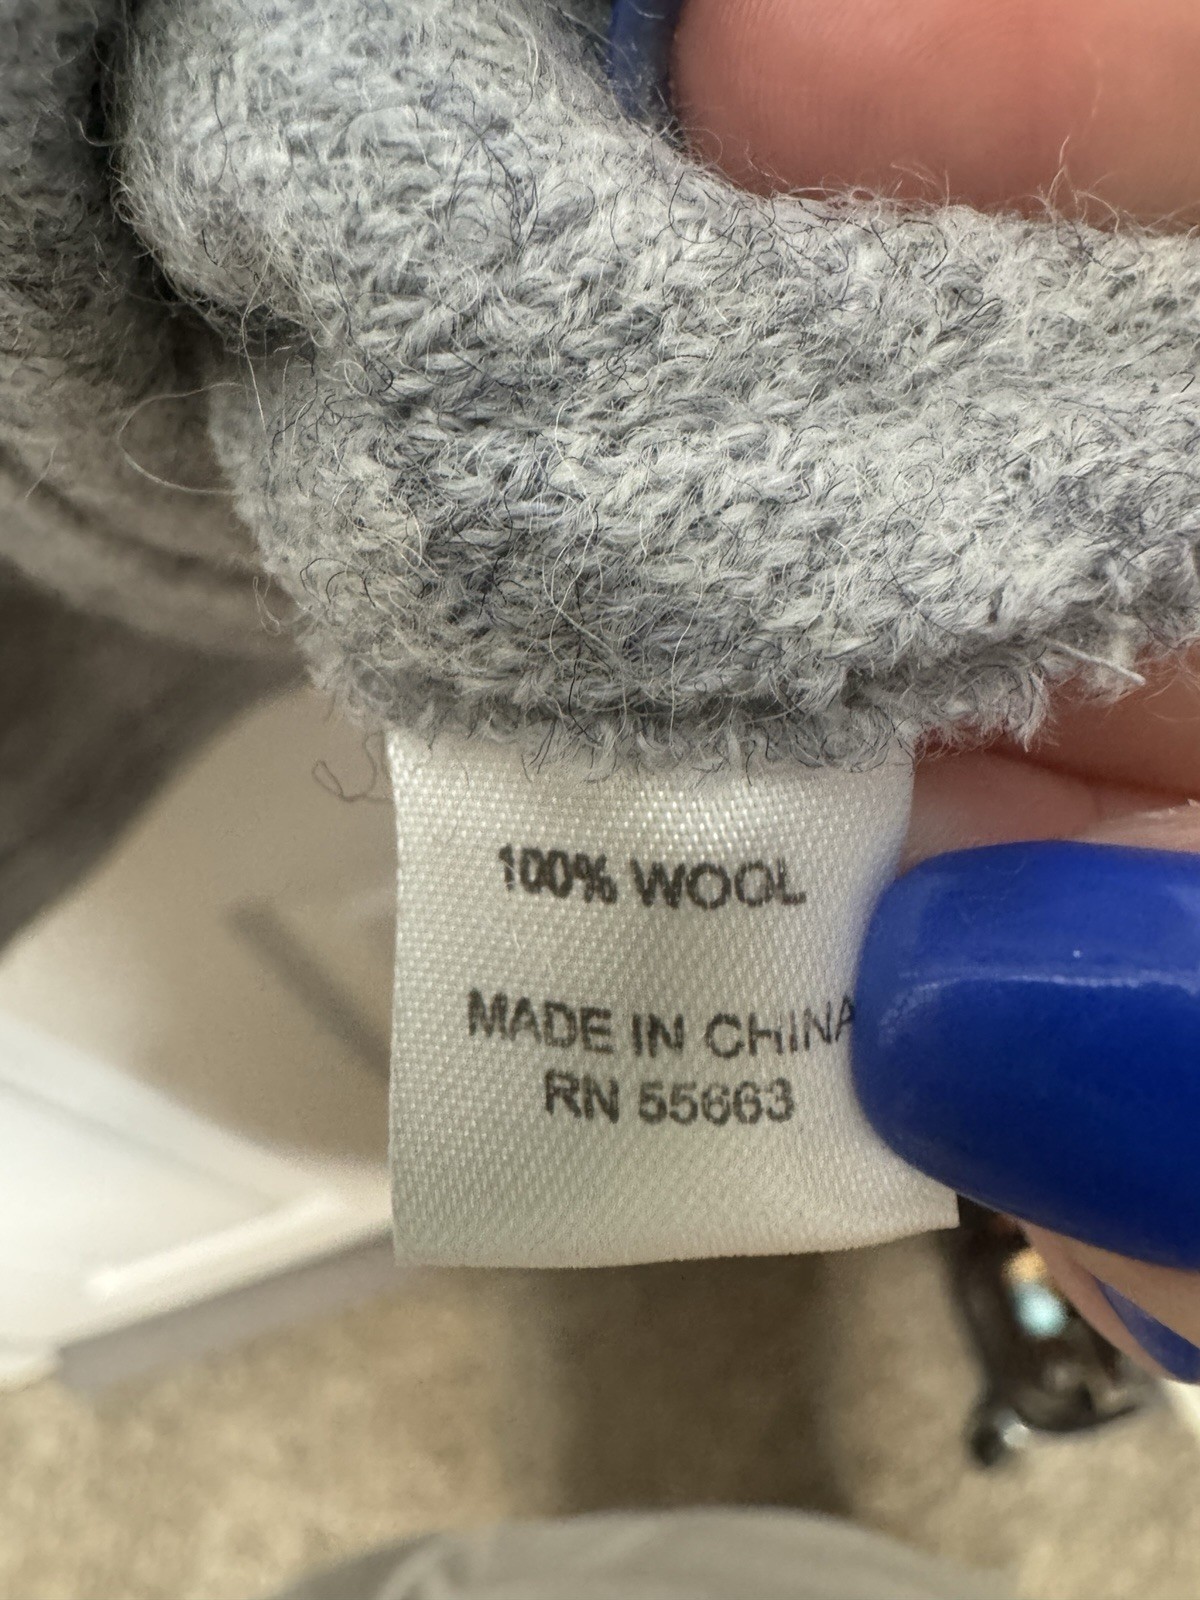 100% WOOL
MADE IN CHINA
RN 55663